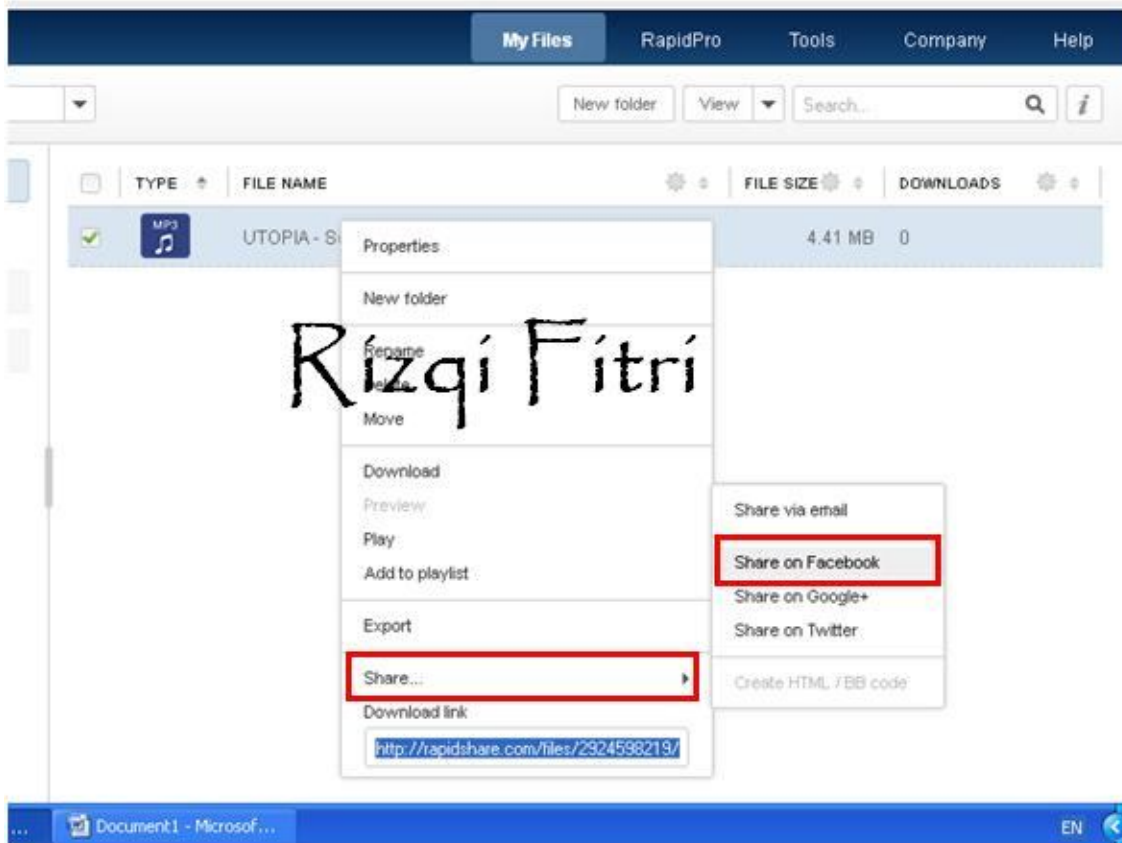 My Files RapidPro Tools Company Help
New folder View Search... i
TYPE FILE NAME FILE SIZE DOWNLOADS
MP3
UTOPIA - 4.41 MB 0
Properties
New folder
Rename
Rizqi Fitri
Delete
Move
Download
Preview
Play
Add to playlist
Export
Share...
Download link
http://rapidshare.com/files/2924598219/
Share via email
Share on Facebook
Share on Google+
Share on Twitter
Create HTML / BB code
... Document1 - Microsof... EN